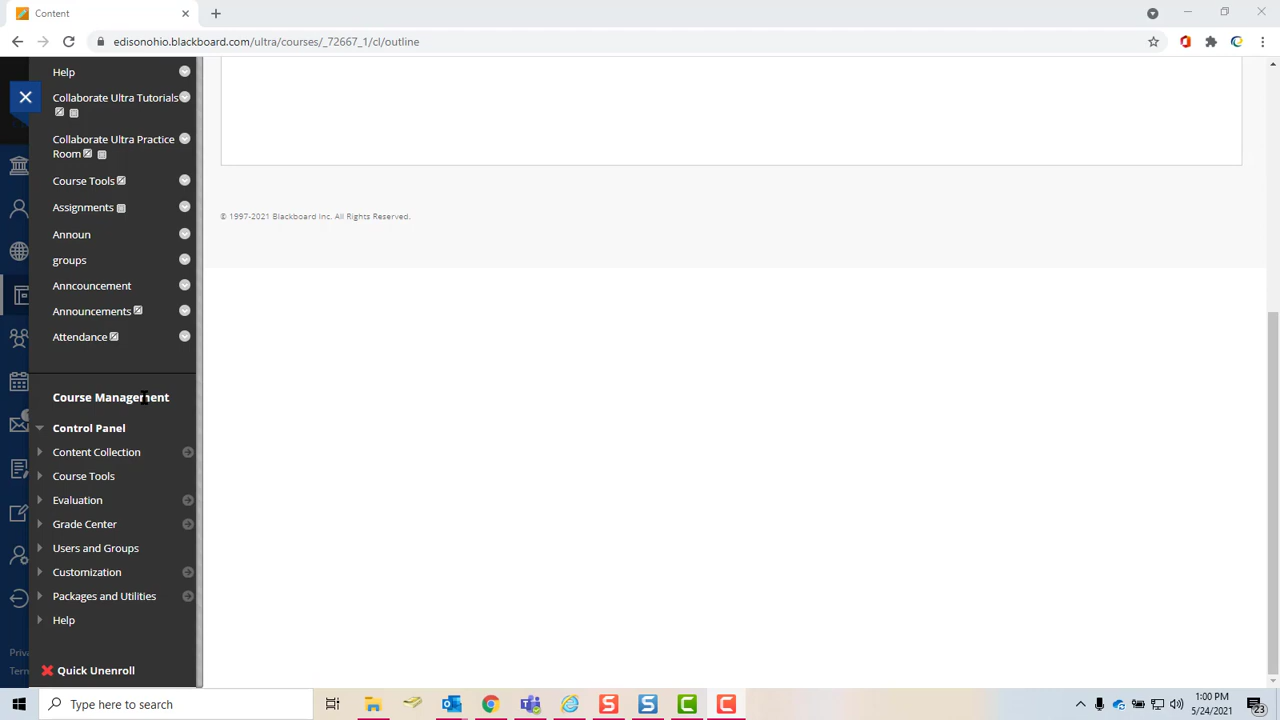 Content
edisonohio.blackboard.com/ultra/courses/_72667_1/cl/outline
Help
Collaborate Ultra Tutorials
Collaborate Ultra Practice
Room
Course Tools
Assignments
Announ
groups
Anncouncement
Announcements
Attendance
Course Management
Control Panel
Content Collection
Course Tools
Evaluation
Grade Center
Users and Groups
Customization
Packages and Utilities
Help
Quick Unenroll
Priva
Term
© 1997-2021 Blackboard Inc. All Rights Reserved.
Type here to search
1:00 PM
5/24/2021
23